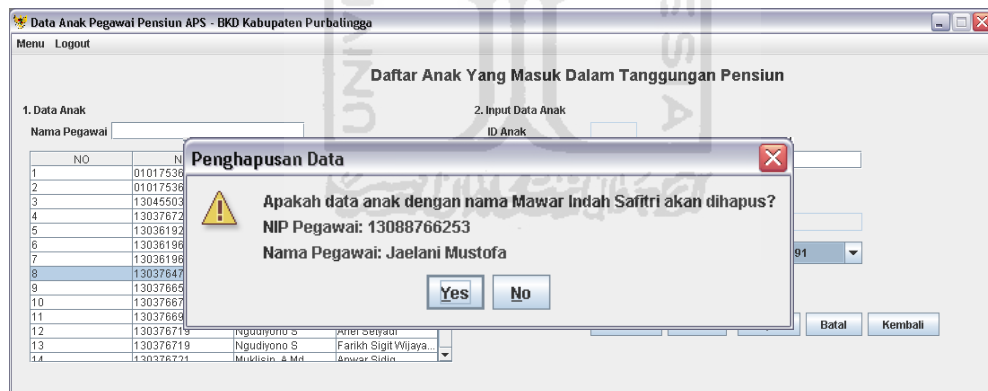 Data Anak Pegawai Pensiun APS - BKD Kabupaten Purbalingga
Menu Logout
Daftar Anak Yang Masuk Dalam Tanggungan Pensiun
1. Data Anak
2. Input Data Anak
Nama Pegawai
ID Anak
Penghapusan Data
Apakah data anak dengan nama Mawar Indah Safitri akan dihapus?
NIP Pegawai: 13088766253
Nama Pegawai: Jaelani Mustofa
Yes No
NO N
1 01017536
2 01017536
3 13045503
4 13037672
5 13036192
6 13036196
7 13036196
91
8 13037647
9 13037665
10 13037667
11 13037669
12 130376719 Ngudiyono S Arief Setyadi
13 130376719 Ngudiyono S Farikh Sigit Wijaya...
14 130376721 Muklisin, A.Md Anwar Sidiq
Batal Kembali